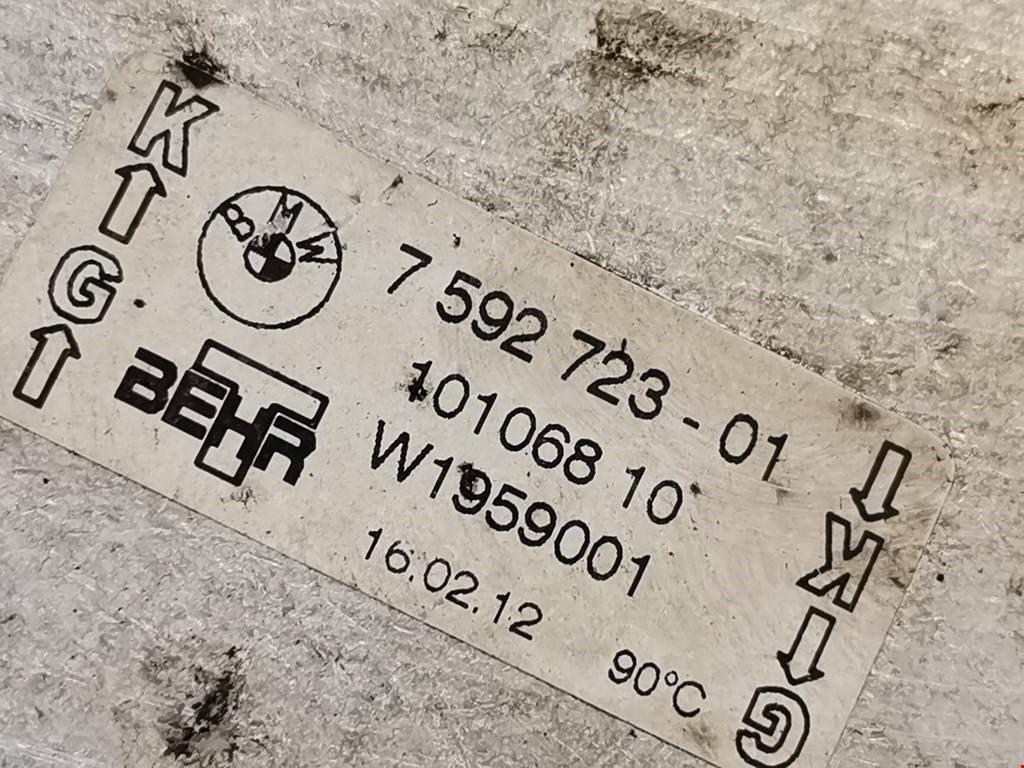 K
G
BMW
BEHR
7 592 723 - 01
101068 10
W1959001
16.02.12
90°C
K
G